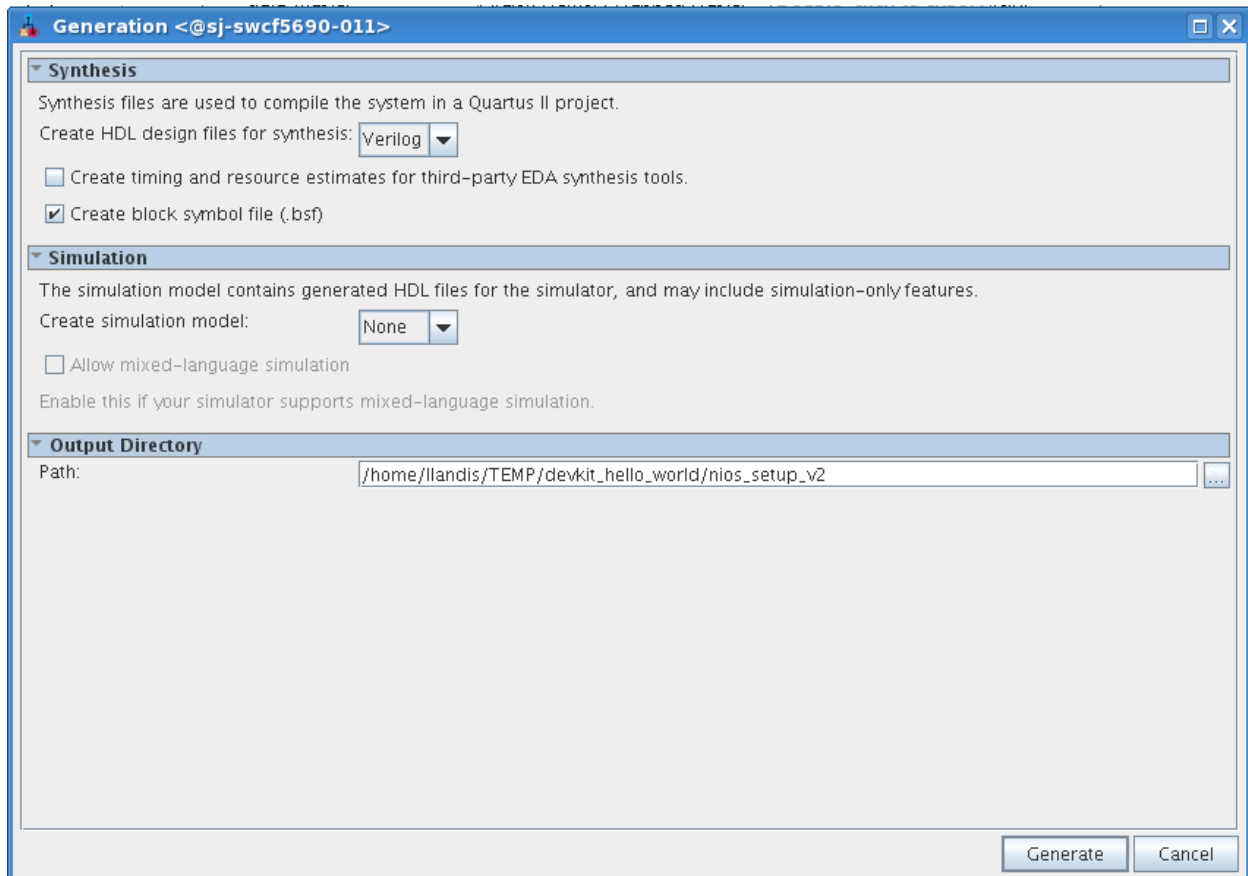 Generation <@sj-swcf5690-011>
Synthesis
Synthesis files are used to compile the system in a Quartus II project.
Create HDL design files for synthesis: Verilog
Create timing and resource estimates for third-party EDA synthesis tools.
Create block symbol file (.bsf)
Simulation
The simulation model contains generated HDL files for the simulator, and may include simulation-only features.
Create simulation model: None
Allow mixed-language simulation
Enable this if your simulator supports mixed-language simulation.
Output Directory
Path: /home/llandis/TEMP/devkit_hello_world/nios_setup_v2 ...
Generate Cancel